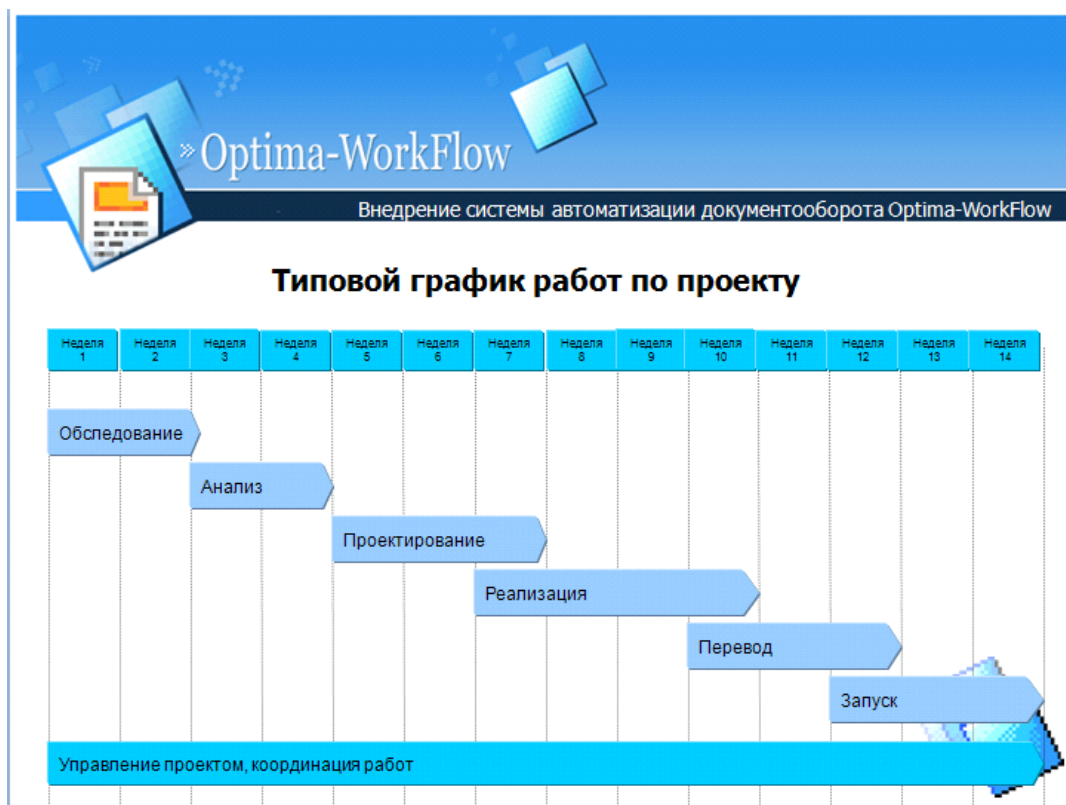 » Optima-WorkFlow
Внедрение системы автоматизации документооборота Optima-WorkFlow
Типовой график работ по проекту
Неделя 1
Неделя 2
Неделя 3
Неделя 4
Неделя 5
Неделя 6
Неделя 7
Неделя 8
Неделя 9
Неделя 10
Неделя 11
Неделя 12
Неделя 13
Неделя 14
Обследование
Анализ
Проектирование
Реализация
Перевод
Запуск
Управление проектом, координация работ